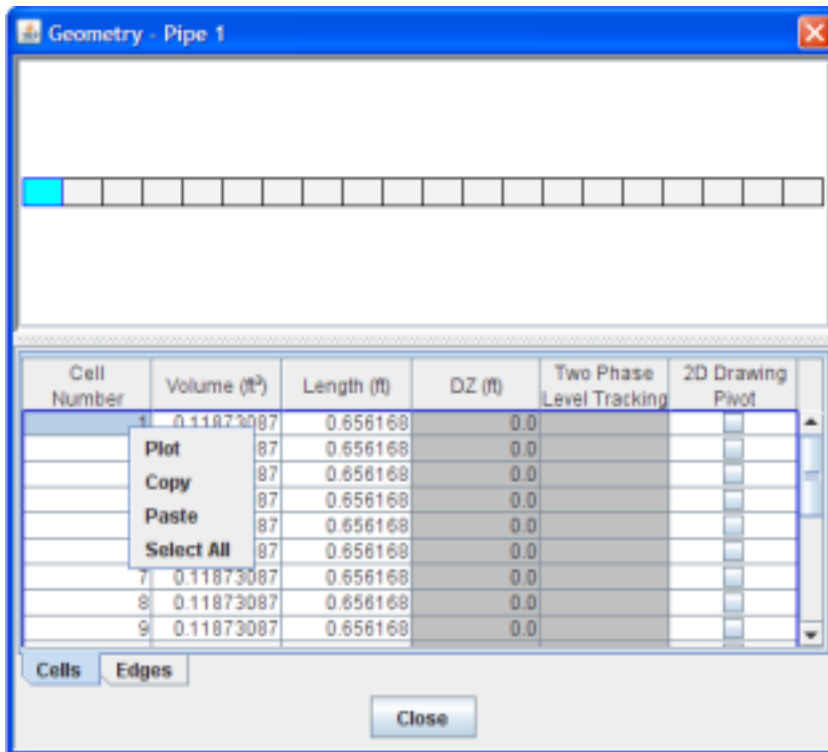 Geometry - Pipe 1
Cell Number Volume (ft³) Length (ft) DZ (ft) Two Phase Level Tracking 2D Drawing Pivot
1 0.11873087 0.656168 0.0
87 0.656168 0.0
87 0.656168 0.0
87 0.656168 0.0
87 0.656168 0.0
87 0.656168 0.0
7 0.11873087 0.656168 0.0
8 0.11873087 0.656168 0.0
9 0.11873087 0.656168 0.0
Plot
Copy
Paste
Select All
Cells Edges
Close